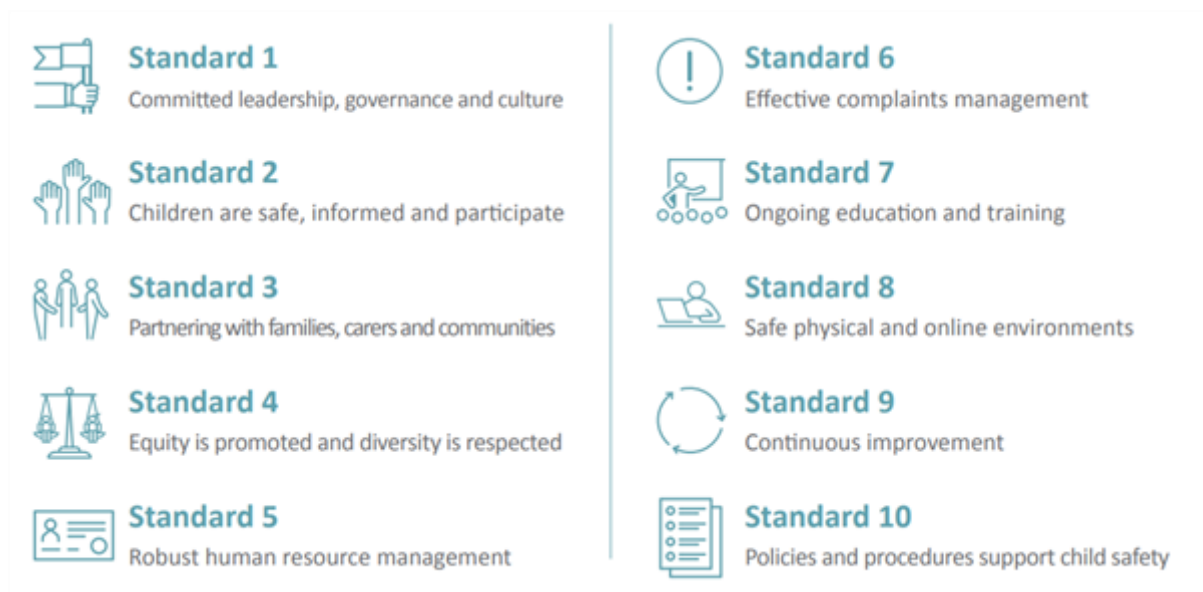 Standard 1
Committed leadership, governance and culture
Standard 2
Children are safe, informed and participate
Standard 3
Partnering with families, carers and communities
Standard 4
Equity is promoted and diversity is respected
Standard 5
Robust human resource management
Standard 6
Effective complaints management
Standard 7
Ongoing education and training
Standard 8
Safe physical and online environments
Standard 9
Continuous improvement
Standard 10
Policies and procedures support child safety